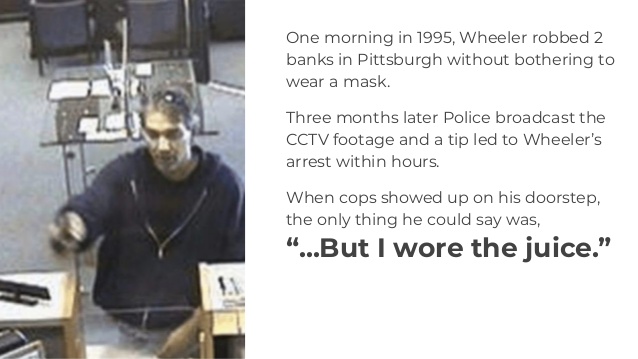 One morning in 1995, Wheeler robbed 2
banks in Pittsburgh without bothering to
wear a mask.
Three months later Police broadcast the
CCTV footage and a tip led to Wheeler's
arrest within hours.
When cops showed up on his doorstep,
the only thing he could say was,
“...But I wore the juice.”